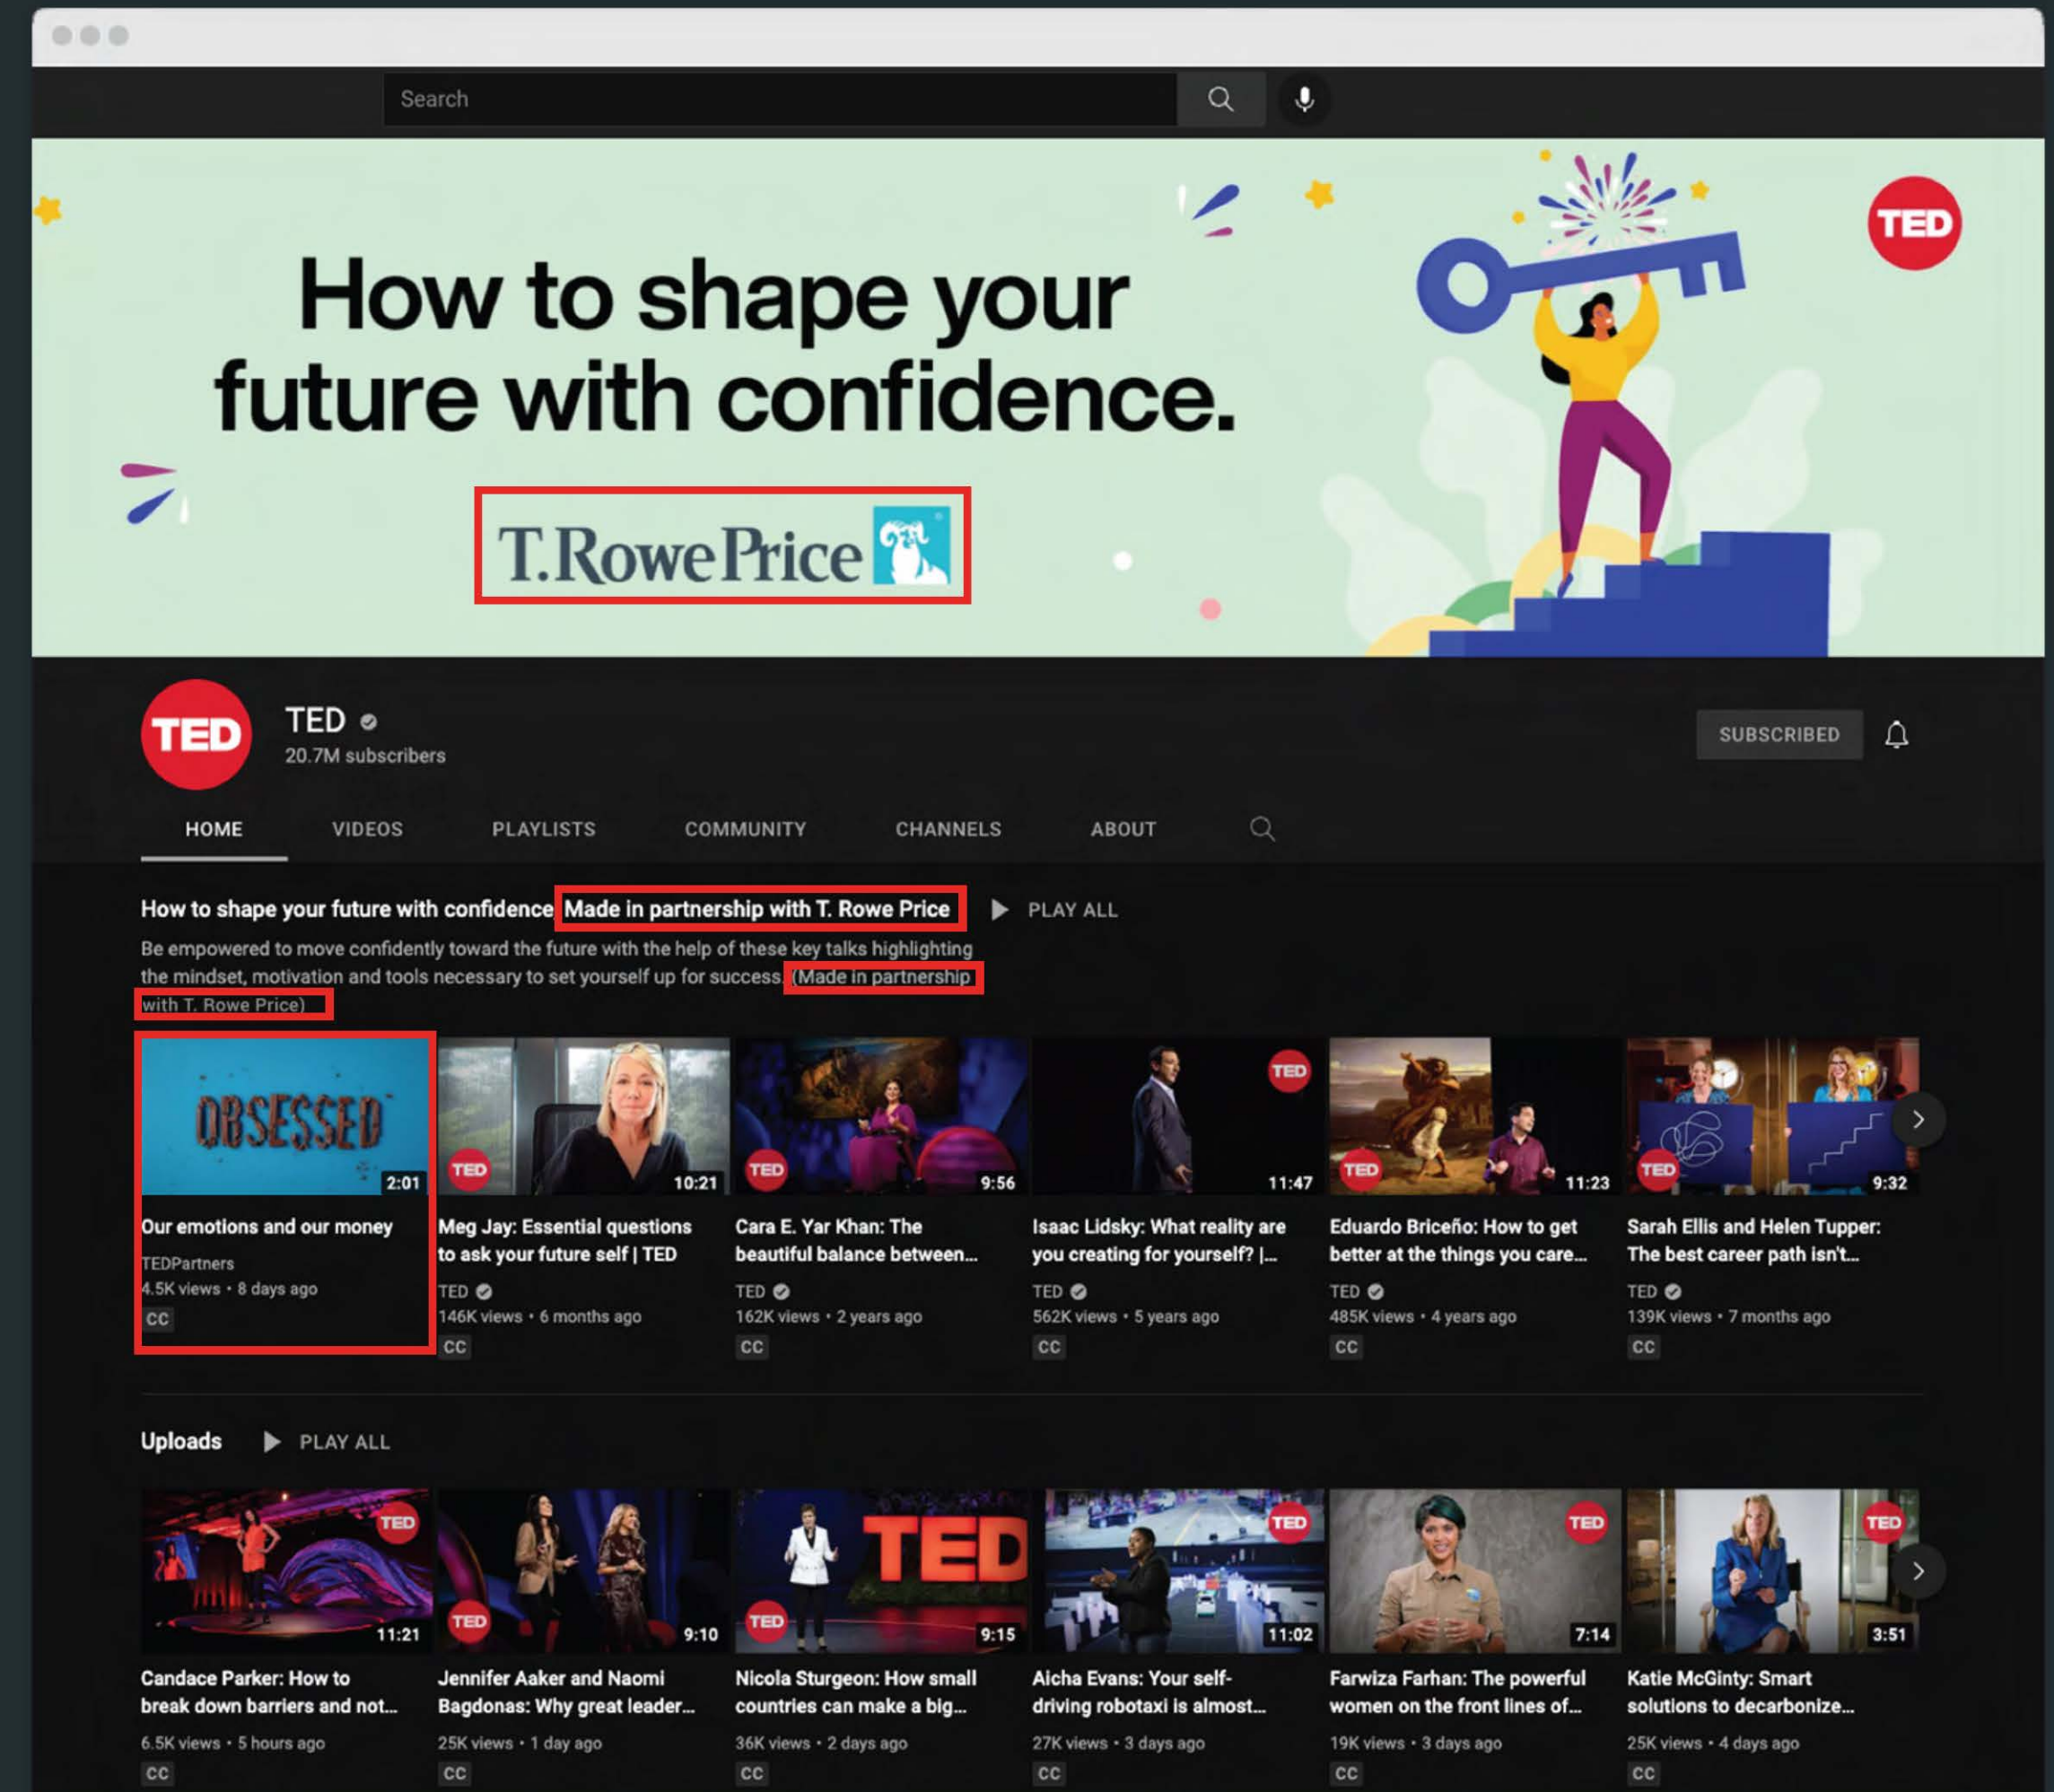 Search
TED
How to shape your
future with confidence.
T.RowePrice
TED
TED
20.7M subscribers
SUBSCRIBED
HOME VIDEOS PLAYLISTS COMMUNITY CHANNELS ABOUT
How to shape your future with confidence Made in partnership with T. Rowe Price PLAY ALL
Be empowered to move confidently toward the future with the help of these key talks highlighting
the mindset, motivation and tools necessary to set yourself up for success. (Made in partnership
with T. Rowe Price)
OBSESSED
2:01
Our emotions and our money
TEDPartners
4.5K views • 8 days ago
CC
TED
10:21
Meg Jay: Essential questions
to ask your future self | TED
TED
146K views • 6 months ago
CC
TED
9:56
Cara E. Yar Khan: The
beautiful balance between...
TED
162K views • 2 years ago
CC
TED
11:47
Isaac Lidsky: What reality are
you creating for yourself? |...
TED
562K views • 5 years ago
CC
TED
11:23
Eduardo Briceño: How to get
better at the things you care...
TED
485K views • 4 years ago
CC
TED
9:32
Sarah Ellis and Helen Tupper:
The best career path isn't...
TED
139K views • 7 months ago
CC
Uploads PLAY ALL
TED
11:21
Candace Parker: How to
break down barriers and not...
6.5K views • 5 hours ago
CC
TED
9:10
Jennifer Aaker and Naomi
Bagdonas: Why great leader...
25K views • 1 day ago
CC
TED
TED
9:15
Nicola Sturgeon: How small
countries can make a big...
36K views • 2 days ago
CC
TED
11:02
Aicha Evans: Your self-
driving robotaxi is almost...
27K views • 3 days ago
CC
TED
7:14
Farwiza Farhan: The powerful
women on the front lines of...
19K views • 3 days ago
CC
TED
3:51
Katie McGinty: Smart
solutions to decarbonize...
25K views • 4 days ago
CC